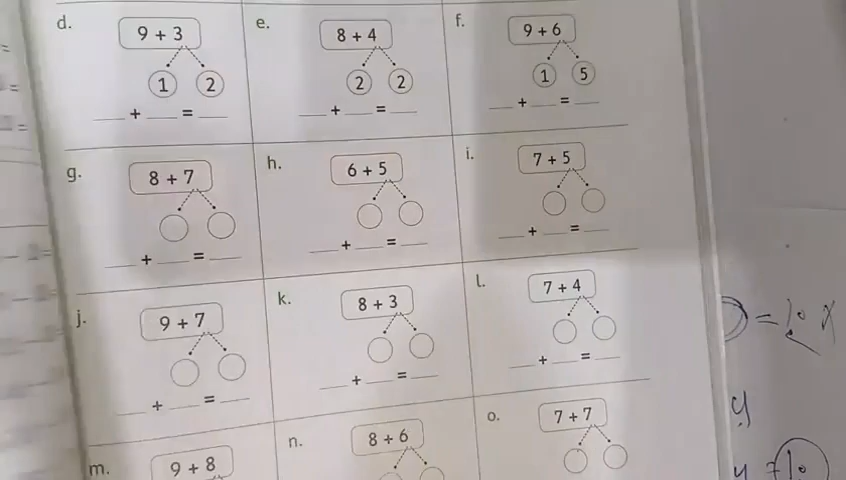 d. 9 + 3
1 2
___ + ___ = ___
e. 8 + 4
2 2
___ + ___ = ___
f. 9 + 6
1 5
___ + ___ = ___
g. 8 + 7
___ + ___ = ___
h. 6 + 5
___ + ___ = ___
i. 7 + 5
___ + ___ = ___
j. 9 + 7
___ + ___ = ___
k. 8 + 3
___ + ___ = ___
l. 7 + 4
___ + ___ = ___
m. 9 + 8
n. 8 + 6
o. 7 + 7